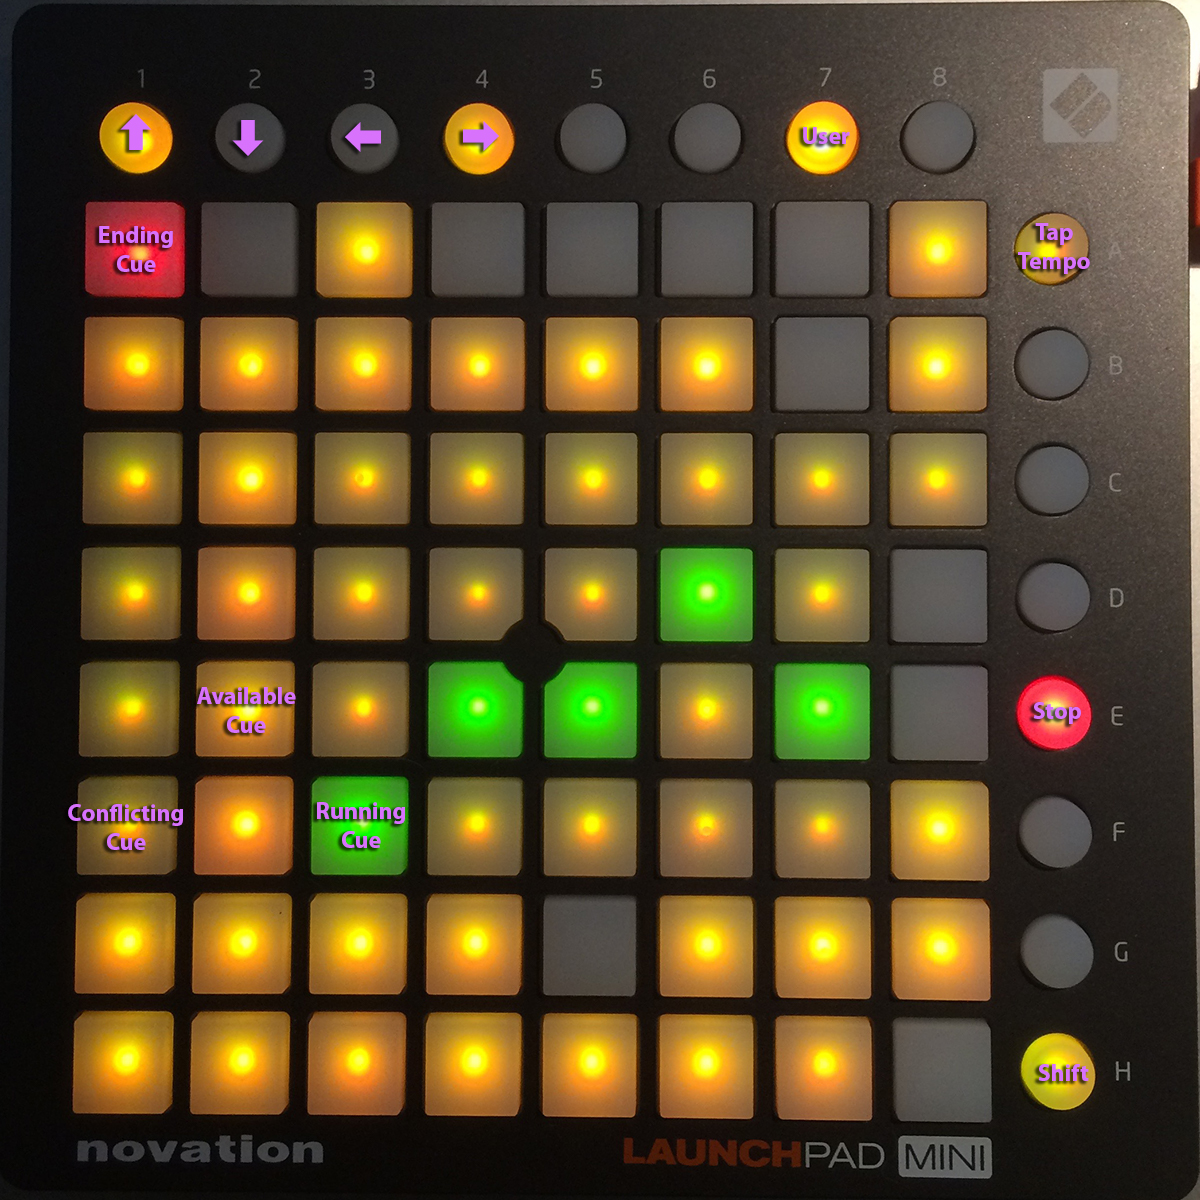 1 2 3 4 5 6 7 8
User
Ending
Cue
Tap
Tempo
A
B
C
D
Available
Cue
Stop
E
Conflicting
Cue
Running
Cue
F
G
Shift
H
novation
LAUNCHPAD MINI